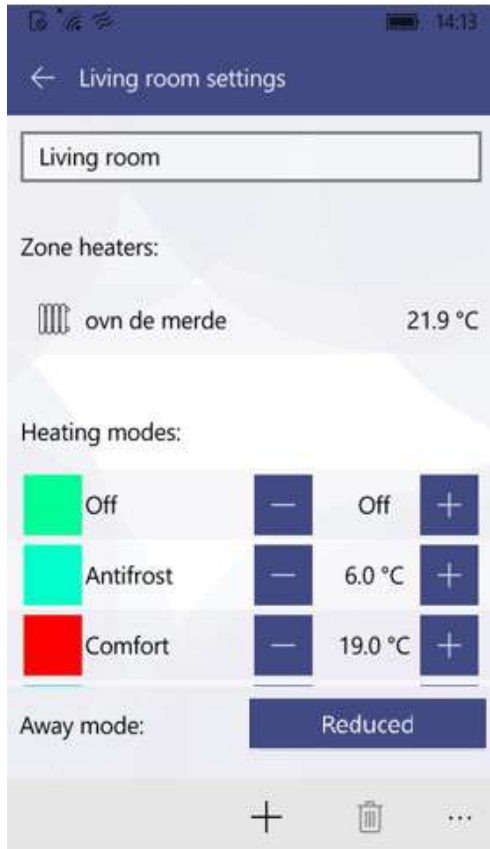 14:13
Living room settings
Living room
Zone heaters:
ovn de merde 21.9 °C
Heating modes:
Off Off
Antifrost 6.0 °C
Comfort 19.0 °C
Away mode: Reduced